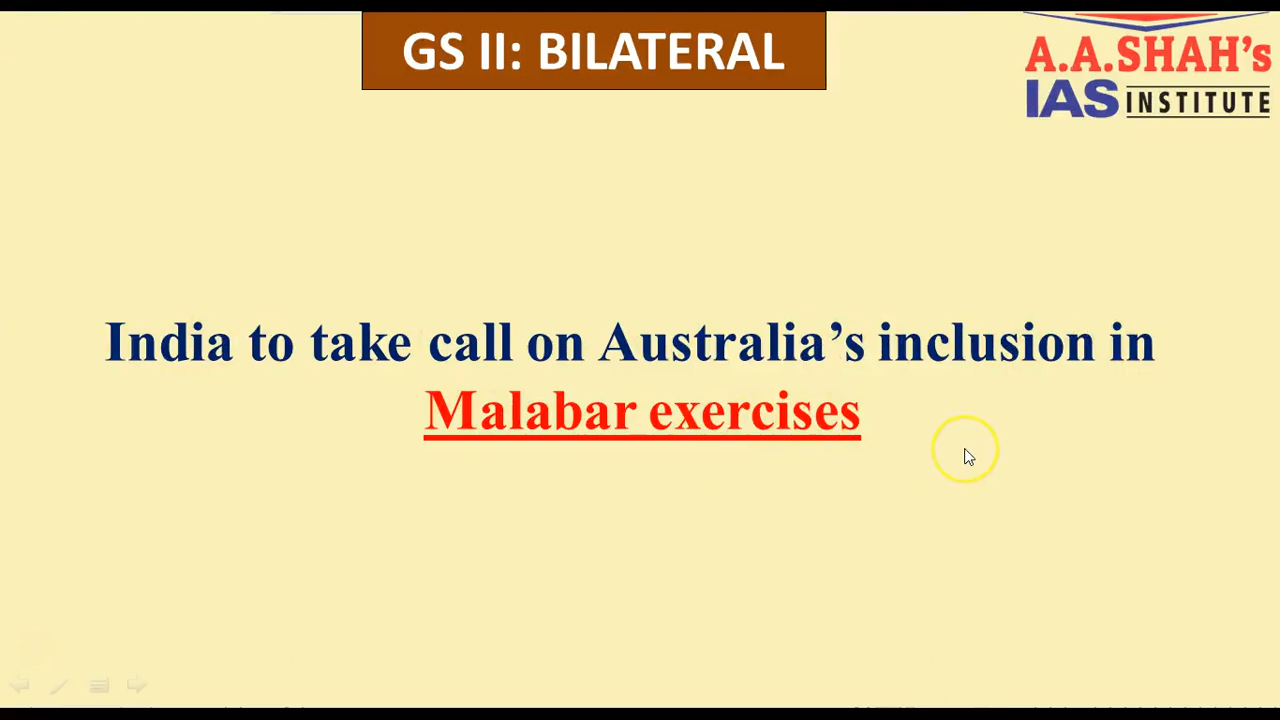 GS II: BILATERAL
A.A.SHAH's
IAS INSTITUTE
India to take call on Australia’s inclusion in
Malabar exercises